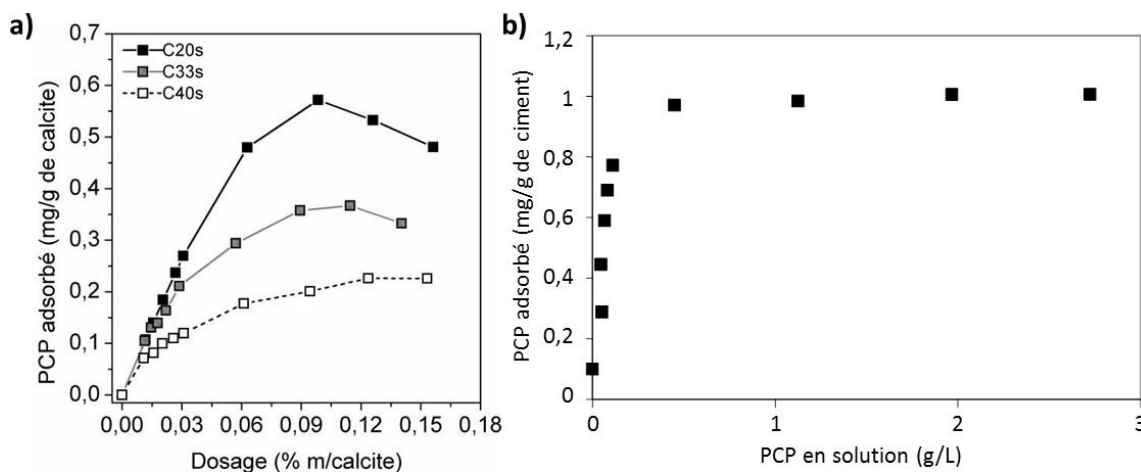 a)
PCP adsorbé (mg/g de calcite)
0,7
0,6
0,5
0,4
0,3
0,2
0,1
0,0
C20s
C33s
C40s
0,00 0,03 0,06 0,09 0,12 0,15 0,18
Dosage (% m/calcite)
b)
PCP adsorbé (mg/g de ciment)
1,2
1
0,8
0,6
0,4
0,2
0
0 1 2 3
PCP en solution (g/L)